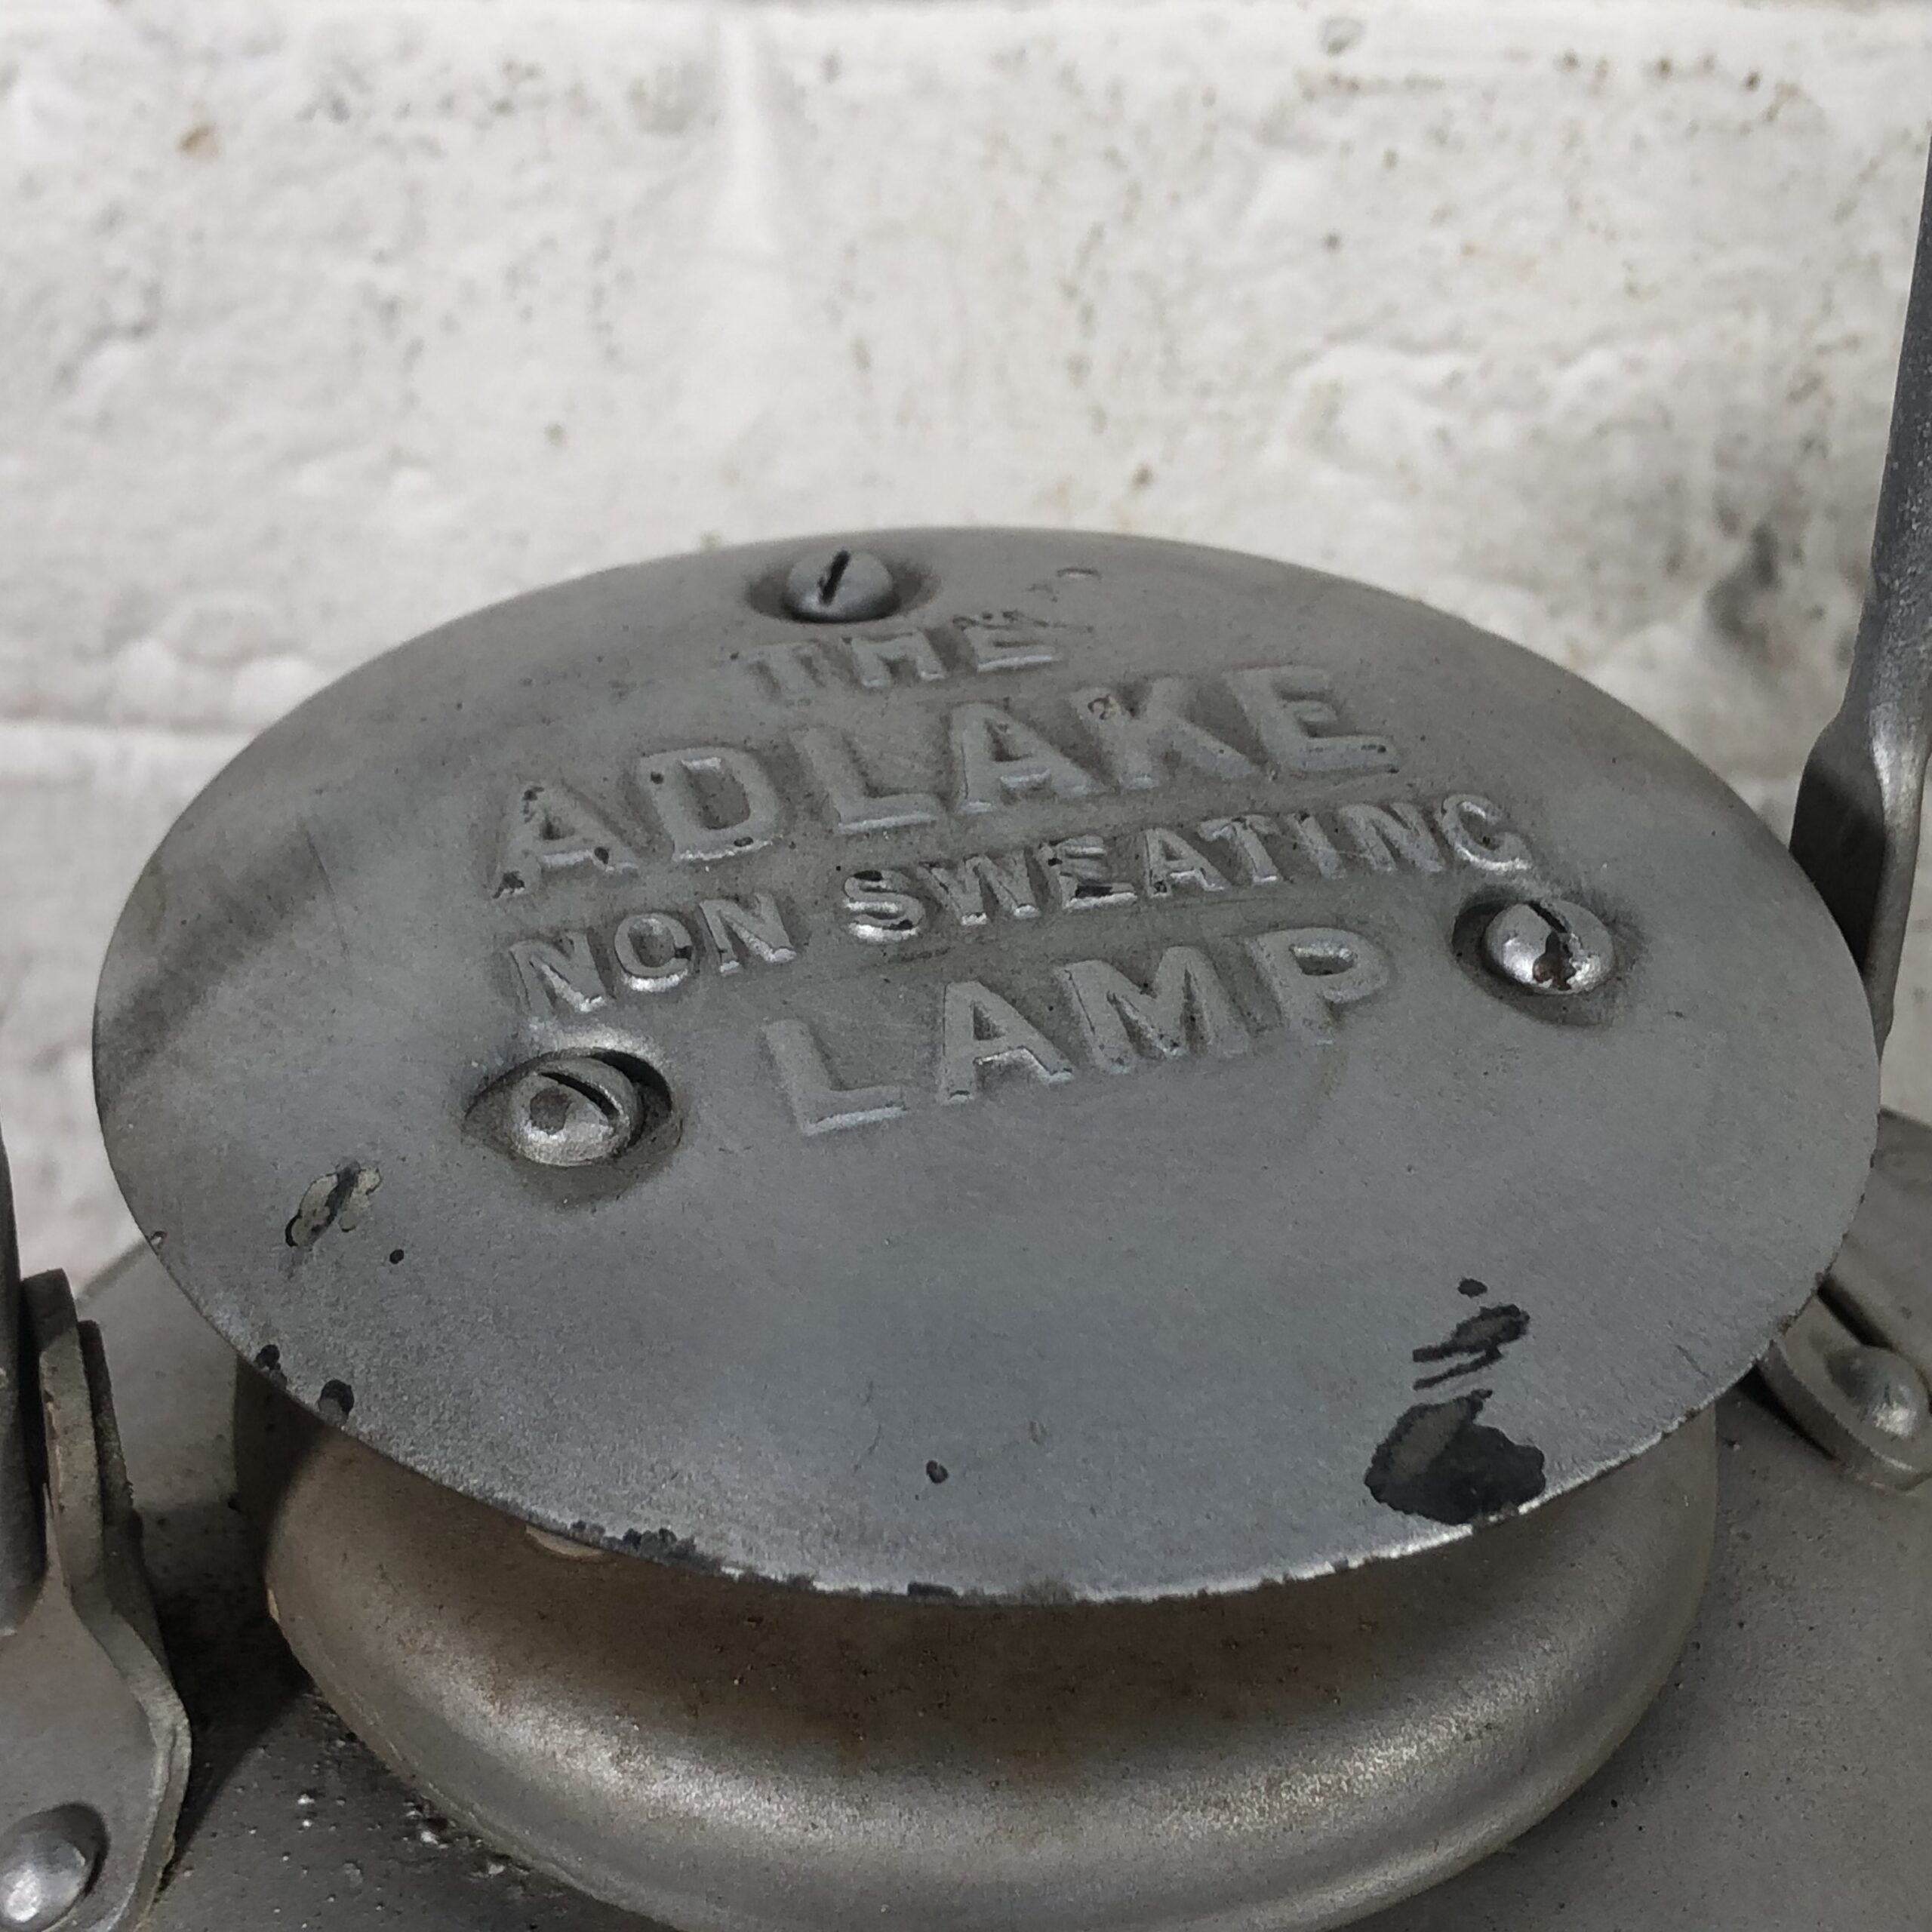 THE
ADLAKE
NON SWEATING
LAMP